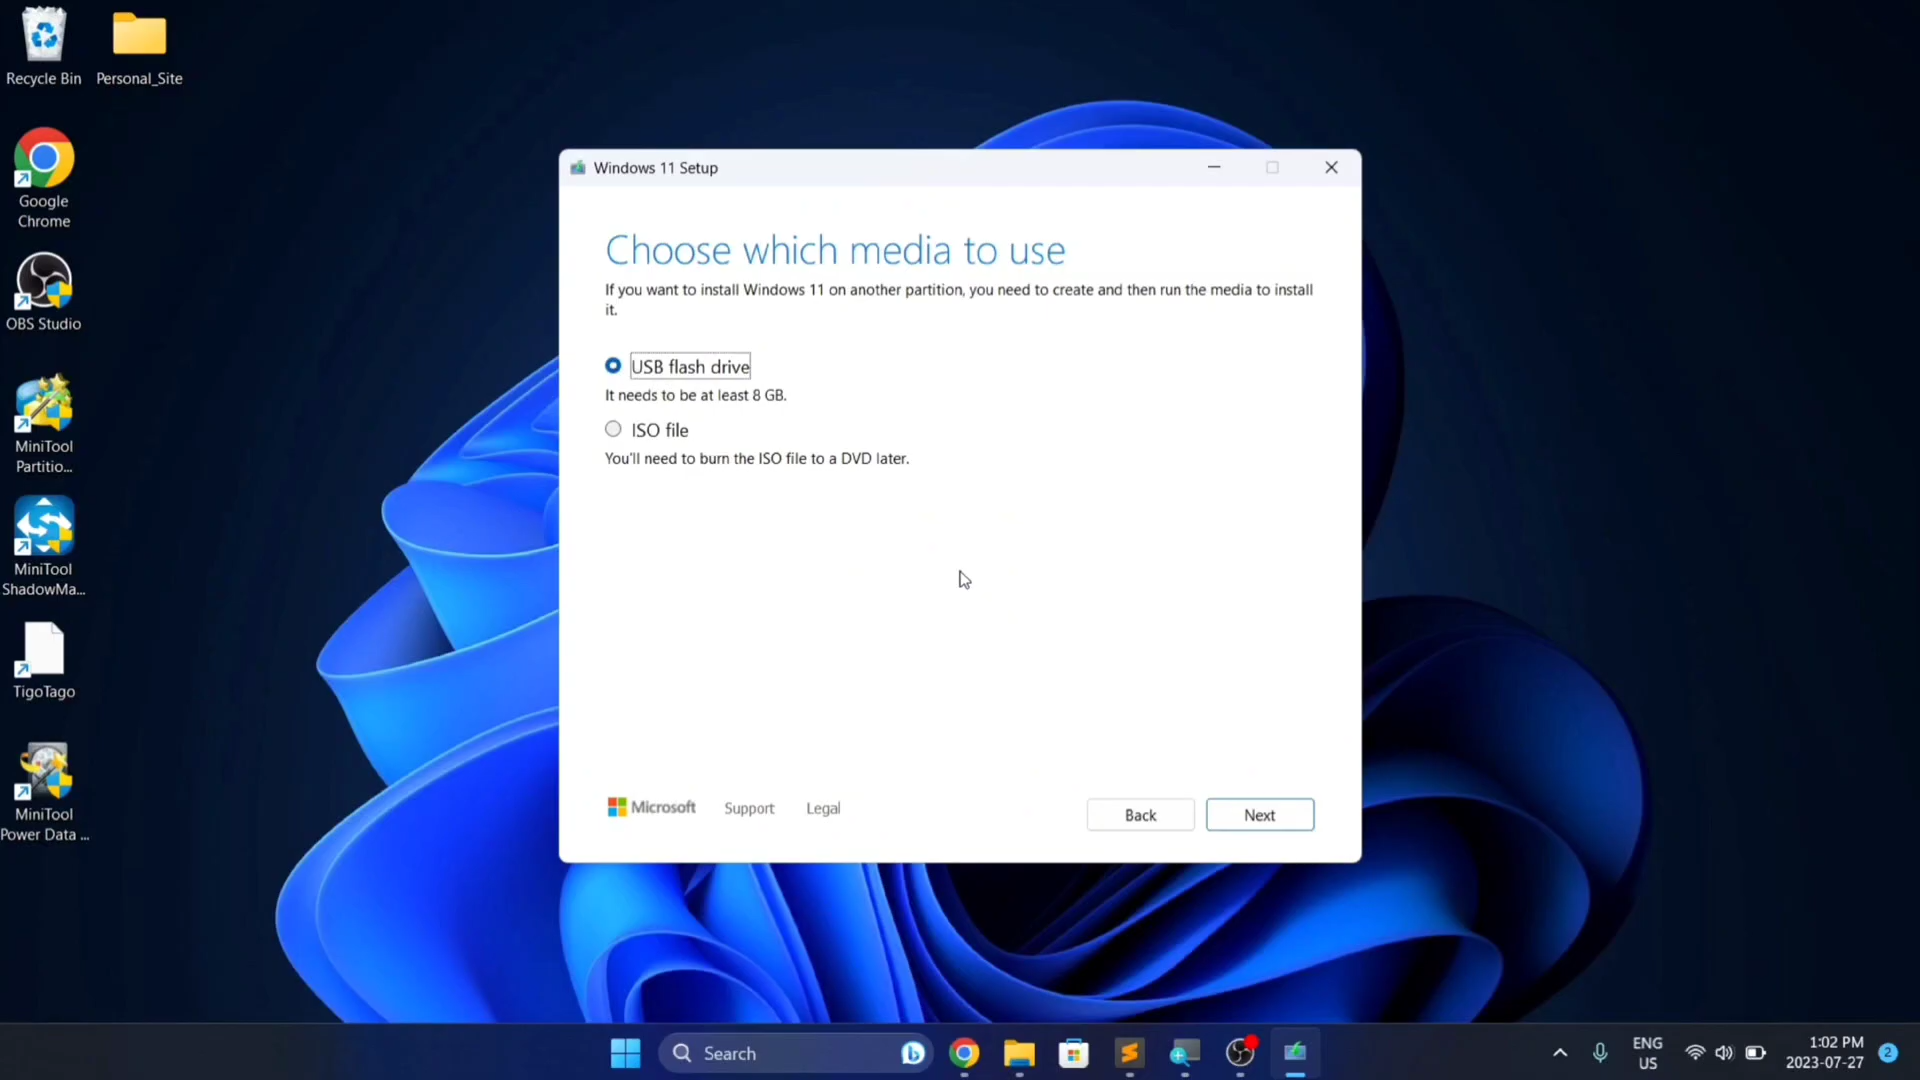 Recycle Bin
Personal_Site
Google
Chrome
OBS Studio
MiniTool
Partitio...
MiniTool
ShadowMa...
TigoTago
MiniTool
Power Data ...
Windows 11 Setup
Choose which media to use
If you want to install Windows 11 on another partition, you need to create and then run the media to install
it.
USB flash drive
It needs to be at least 8 GB.
ISO file
You'll need to burn the ISO file to a DVD later.
Microsoft
Support
Legal
Back
Next
Search
ENG
US
1:02 PM
2023-07-27
2